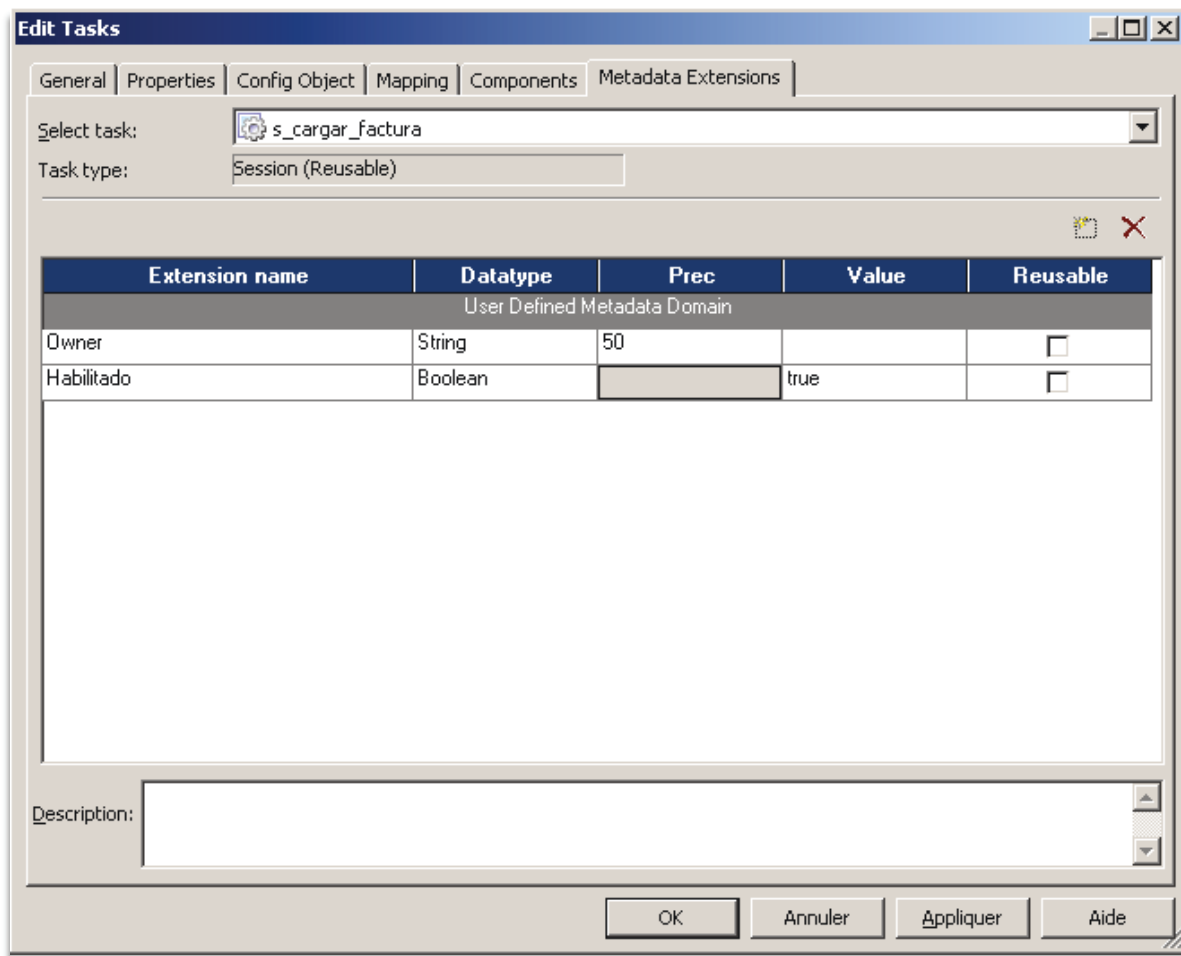 Edit Tasks
General Properties Config Object Mapping Components Metadata Extensions
Select task: s_cargar_factura
Task type: Session (Reusable)
Extension name Datatype Prec Value Reusable
User Defined Metadata Domain
Owner String 50
Habilitado Boolean true
Description:
OK Annuler Appliquer Aide